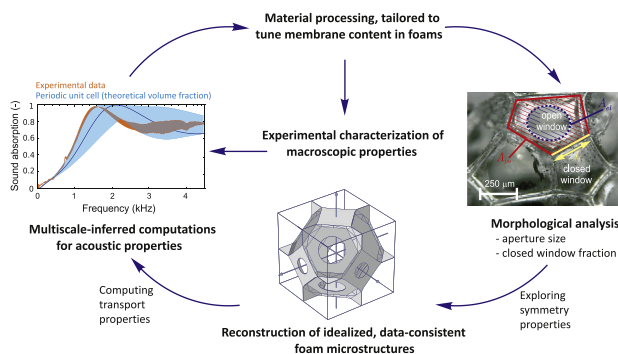 Material processing, tailored to
tune membrane content in foams
Experimental data
Periodic unit cell (theoretical volume fraction)
Sound absorption (-)
1
0.8
0.6
0.4
0.2
0
0
1
2
3
4
Frequency (kHz)
Experimental characterization of
macroscopic properties
open
window
closed
window
250 μm
Multiscale-inferred computations
for acoustic properties
Morphological analysis
- aperture size
- closed window fraction
Computing
transport
properties
Exploring
symmetry
properties
Reconstruction of idealized, data-consistent
foam microstructures